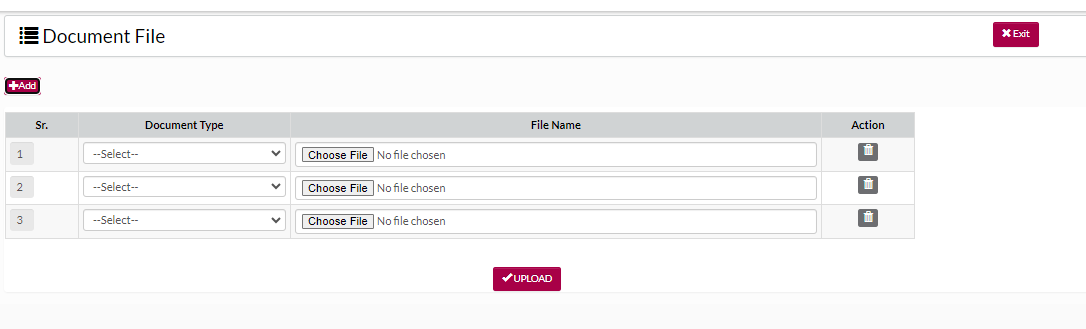 Document File
Exit
Add
Sr. Document Type File Name Action
1 --Select-- Choose File No file chosen
2 --Select-- Choose File No file chosen
3 --Select-- Choose File No file chosen
UPLOAD